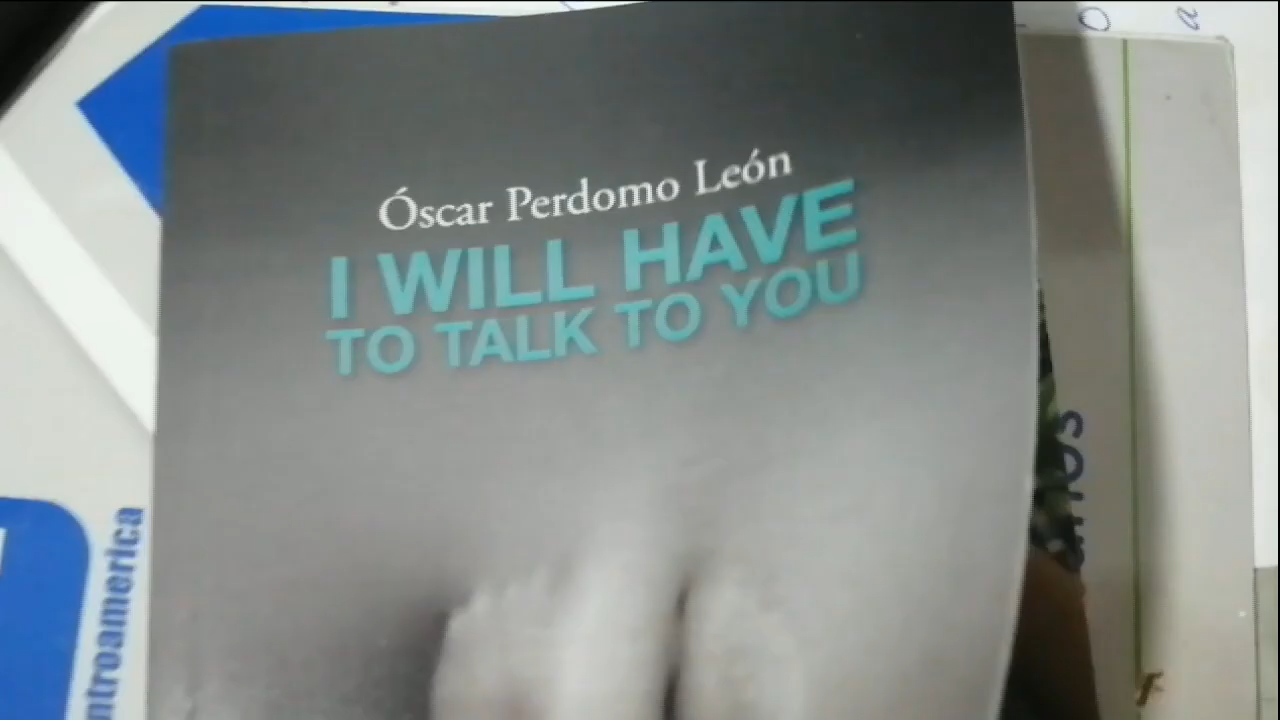 Óscar Perdomo León
I WILL HAVE
TO TALK TO YOU
ntroamerica